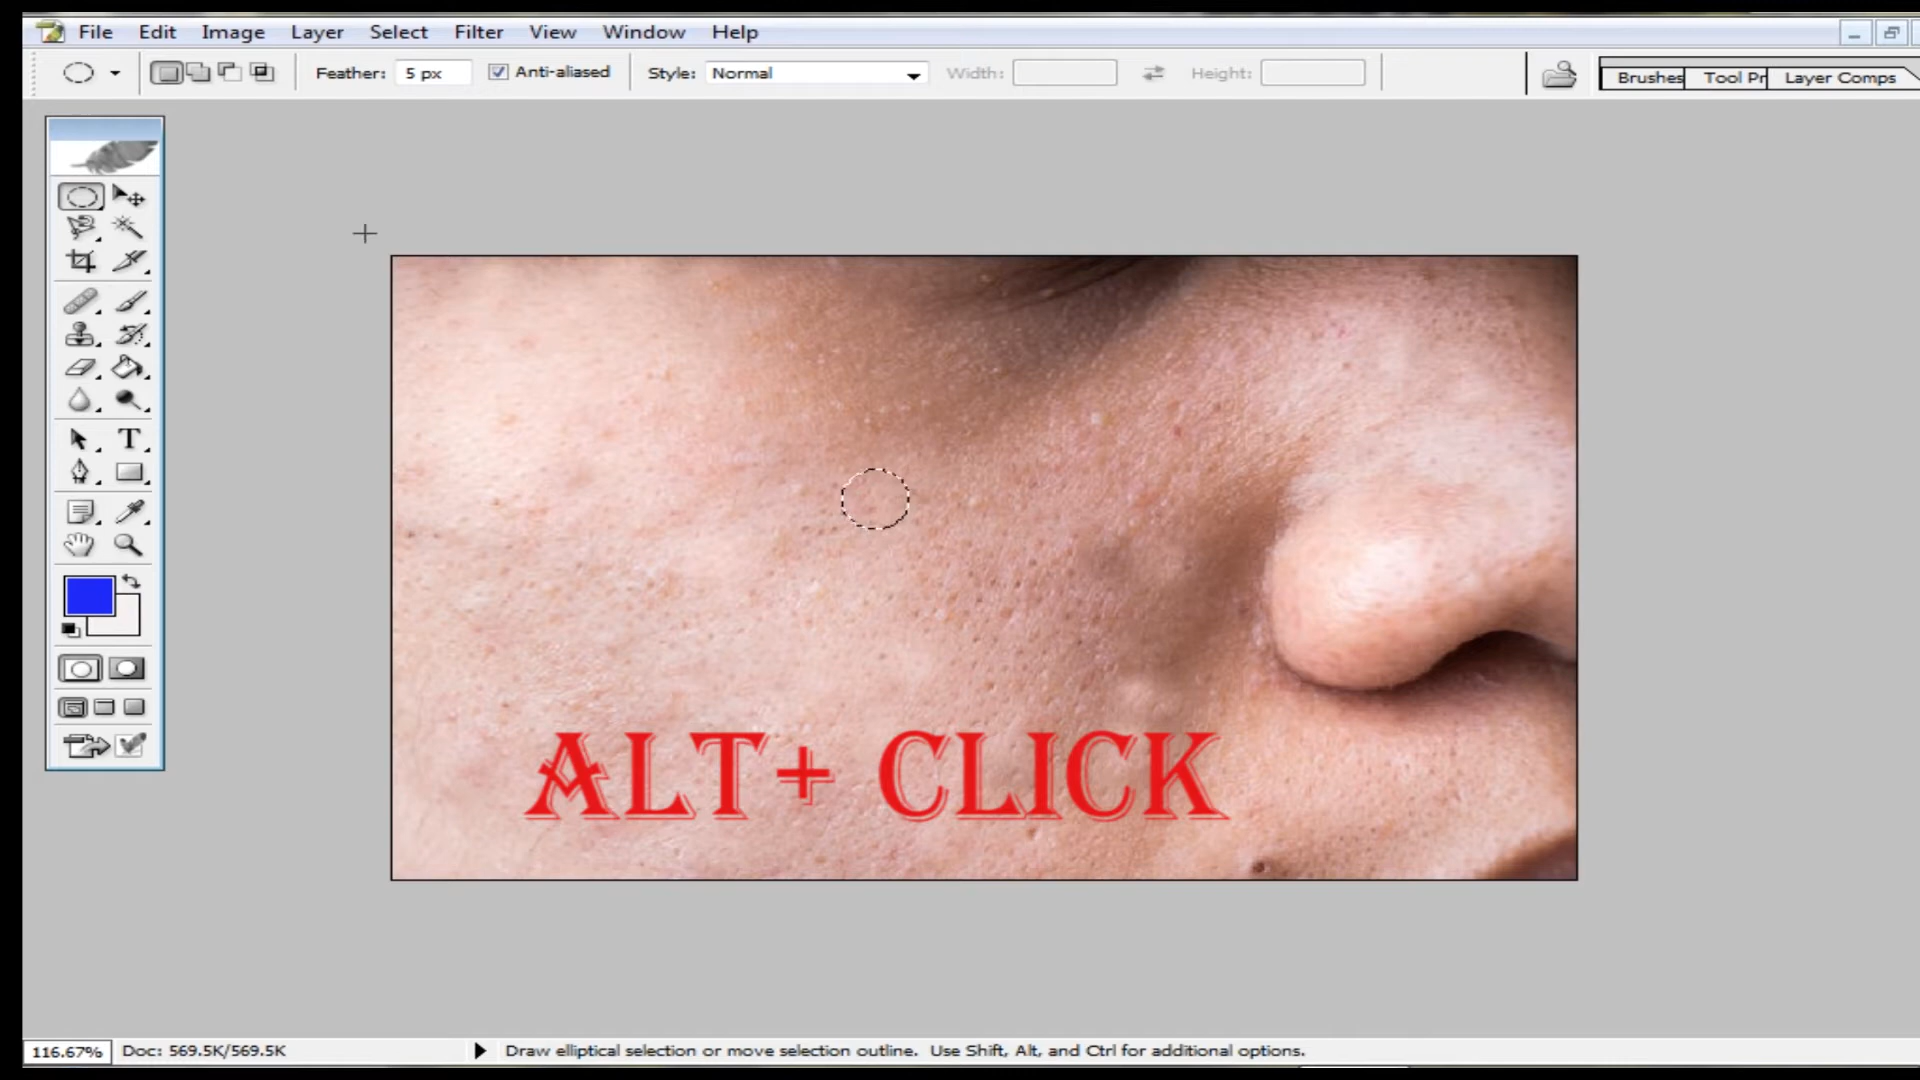 File Edit Image Layer Select Filter View Window Help
Feather: 5 px Anti-aliased Style: Normal Width: Height: Brushes Tool Pr Layer Comps
T
ALT+ CLICK
116.67% Doc: 569.5K/569.5K Draw elliptical selection or move selection outline. Use Shift, Alt, and Ctrl for additional options.